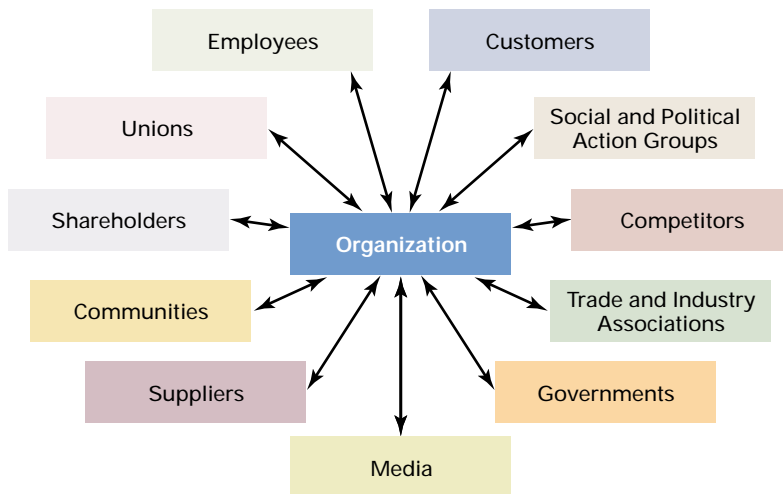 Employees
Customers
Unions
Social and Political
Action Groups
Shareholders
Competitors
Organization
Communities
Trade and Industry
Associations
Suppliers
Governments
Media